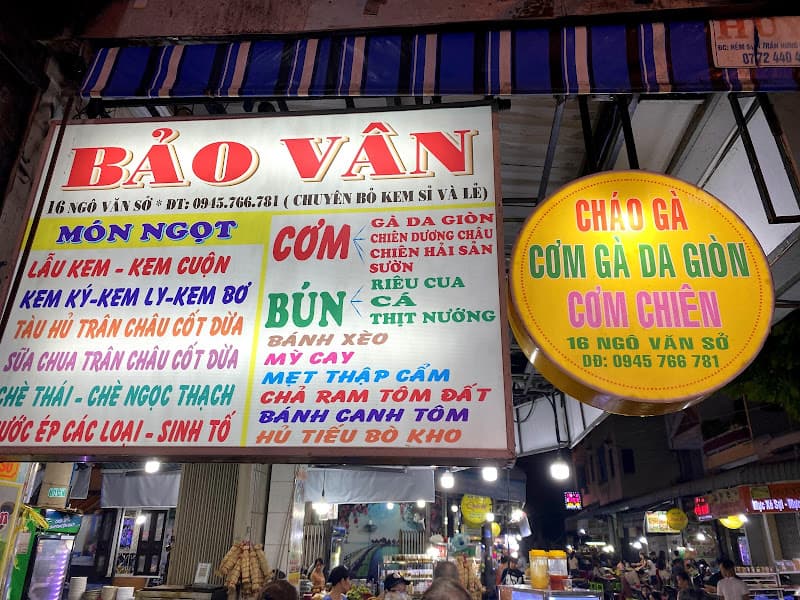 BẢO VÂN
16 NGÔ VĂN SỞ * ĐT: 0945.766.781 ( CHUYÊN BỎ KEM SỈ VÀ LẺ)
MÓN NGỌT
LẨU KEM - KEM CUỘN
KEM KÝ-KEM LY-KEM BƠ
TÀU HỦ TRÂN CHÂU CỐT DỪA
SỮA CHUA TRÂN CHÂU CỐT DỪA
CHÈ THÁI - CHÈ NGỌC THẠCH
ƯỚC ÉP CÁC LOẠI - SINH TỐ
CƠM
GÀ DA GIÒN
CHIÊN DƯƠNG CHÂU
CHIÊN HẢI SẢN
SƯỜN
BÚN
RIÊU CUA
CÁ
THỊT NƯỚNG
BÁNH XÈO
MỲ CAY
MẸT THẬP CẨM
CHẢ RAM TÔM ĐẤT
BÁNH CANH TÔM
HỦ TIẾU BÒ KHO
CHÁO GÀ
CƠM GÀ DA GIÒN
CƠM CHIÊN
16 NGÔ VĂN SỞ
DĐ: 0945 766 781
TRẦN HƯNG
0772 440